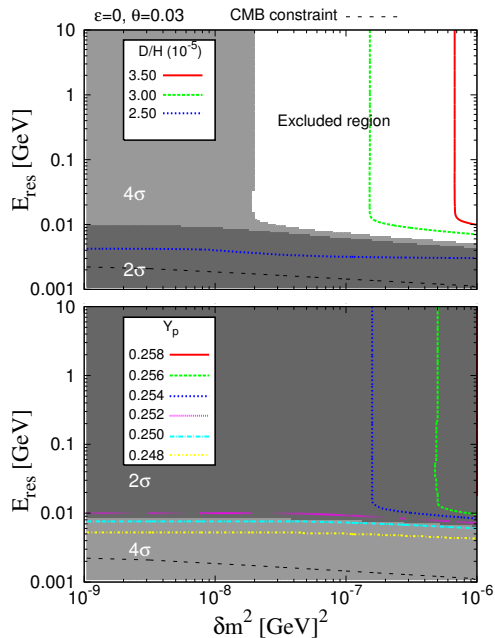 ε=0, θ=0.03 CMB constraint
10
D/H (10⁻⁵)
3.50
3.00
2.50
1
Excluded region
E_res [GeV]
0.1
4σ
0.01
2σ
0.001
10
Y_p
0.258
0.256
0.254
0.252
0.250
0.248
1
E_res [GeV]
0.1
2σ
0.01
4σ
0.001
10⁻⁹ 10⁻⁸ 10⁻⁷ 10⁻⁶
δm² [GeV]²